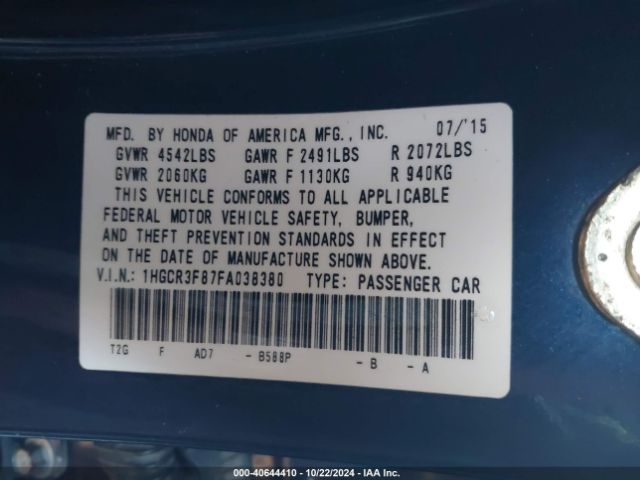 MFD. BY HONDA OF AMERICA MFG., INC. 07/'15
GVWR 4542LBS GAWR F 2491LBS R 2072LBS
GVWR 2060KG GAWR F 1130KG R 940KG
THIS VEHICLE CONFORMS TO ALL APPLICABLE
FEDERAL MOTOR VEHICLE SAFETY, BUMPER,
AND THEFT PREVENTION STANDARDS IN EFFECT
ON THE DATE OF MANUFACTURE SHOWN ABOVE.
V.I.N.: 1HGCR3F87FA038380 TYPE: PASSENGER CAR
T2G F AD7 - B588P - B - A
000-40644410 - 10/22/2024 - IAAI.COM